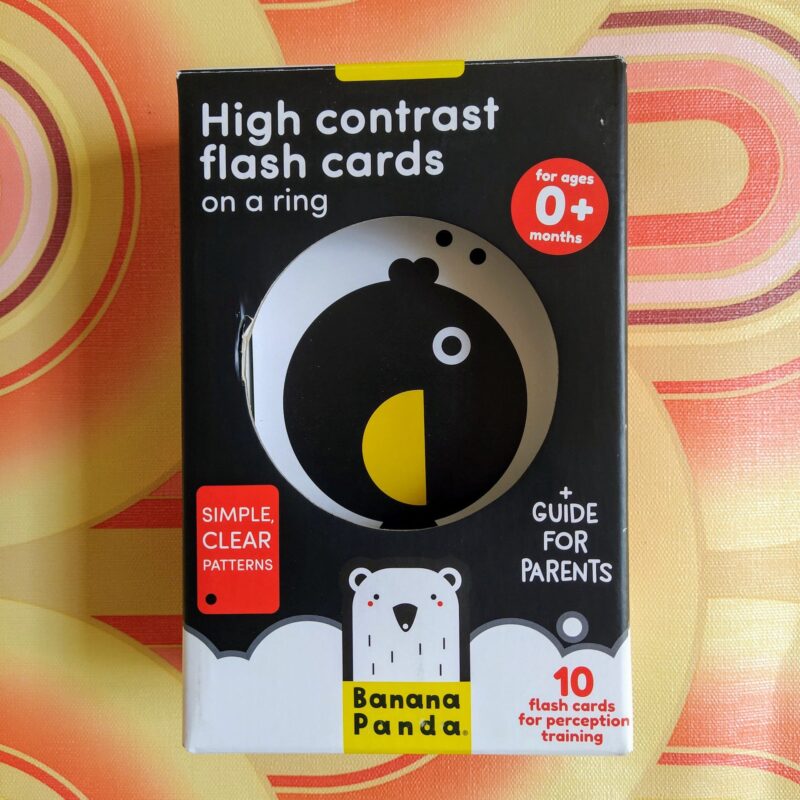 High contrast
flash cards
on a ring
for ages
0+
months
SIMPLE,
CLEAR
PATTERNS
+
GUIDE
FOR
PARENTS
Banana
Panda®
10
flash cards
for perception
training